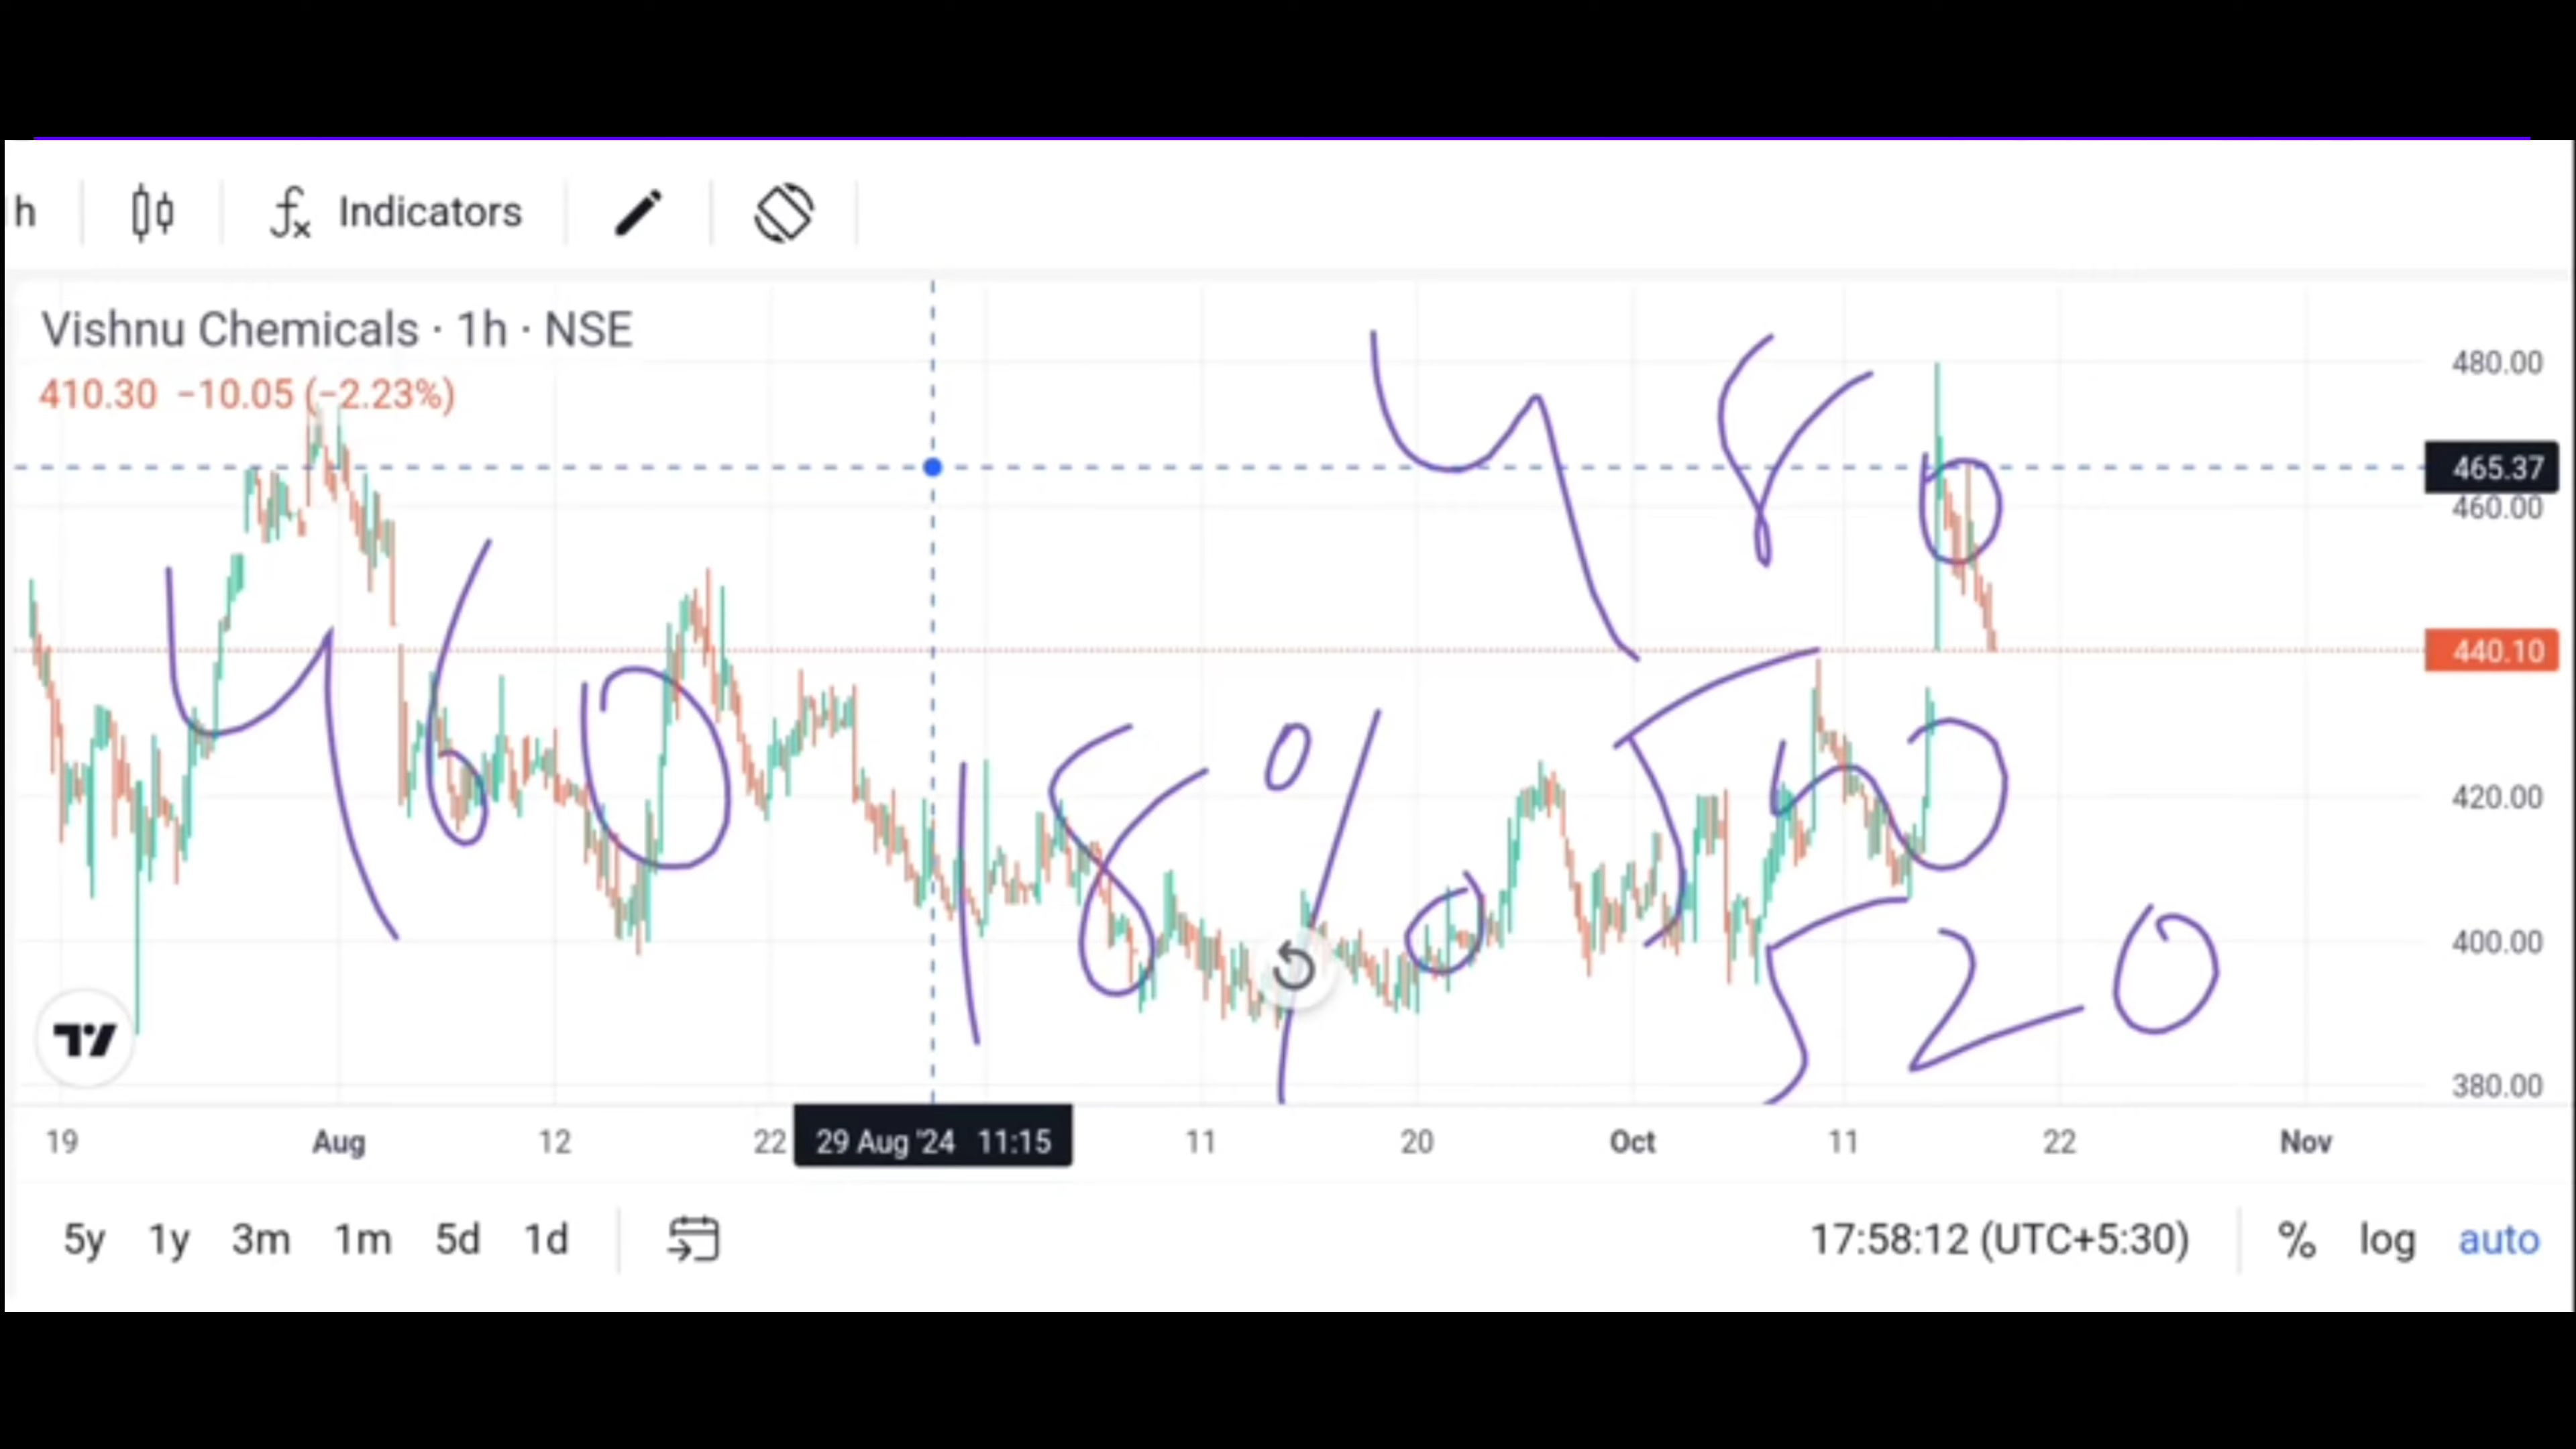 h Indicators
Vishnu Chemicals · 1h · NSE
410.30 −10.05 (−2.23%)
480
460
18%
540
520
480.00
465.37
460.00
440.10
420.00
400.00
380.00
19 Aug 12 22 29 Aug '24 11:15 11 20 Oct 11 22 Nov
5y 1y 3m 1m 5d 1d 17:58:12 (UTC+5:30) % log auto